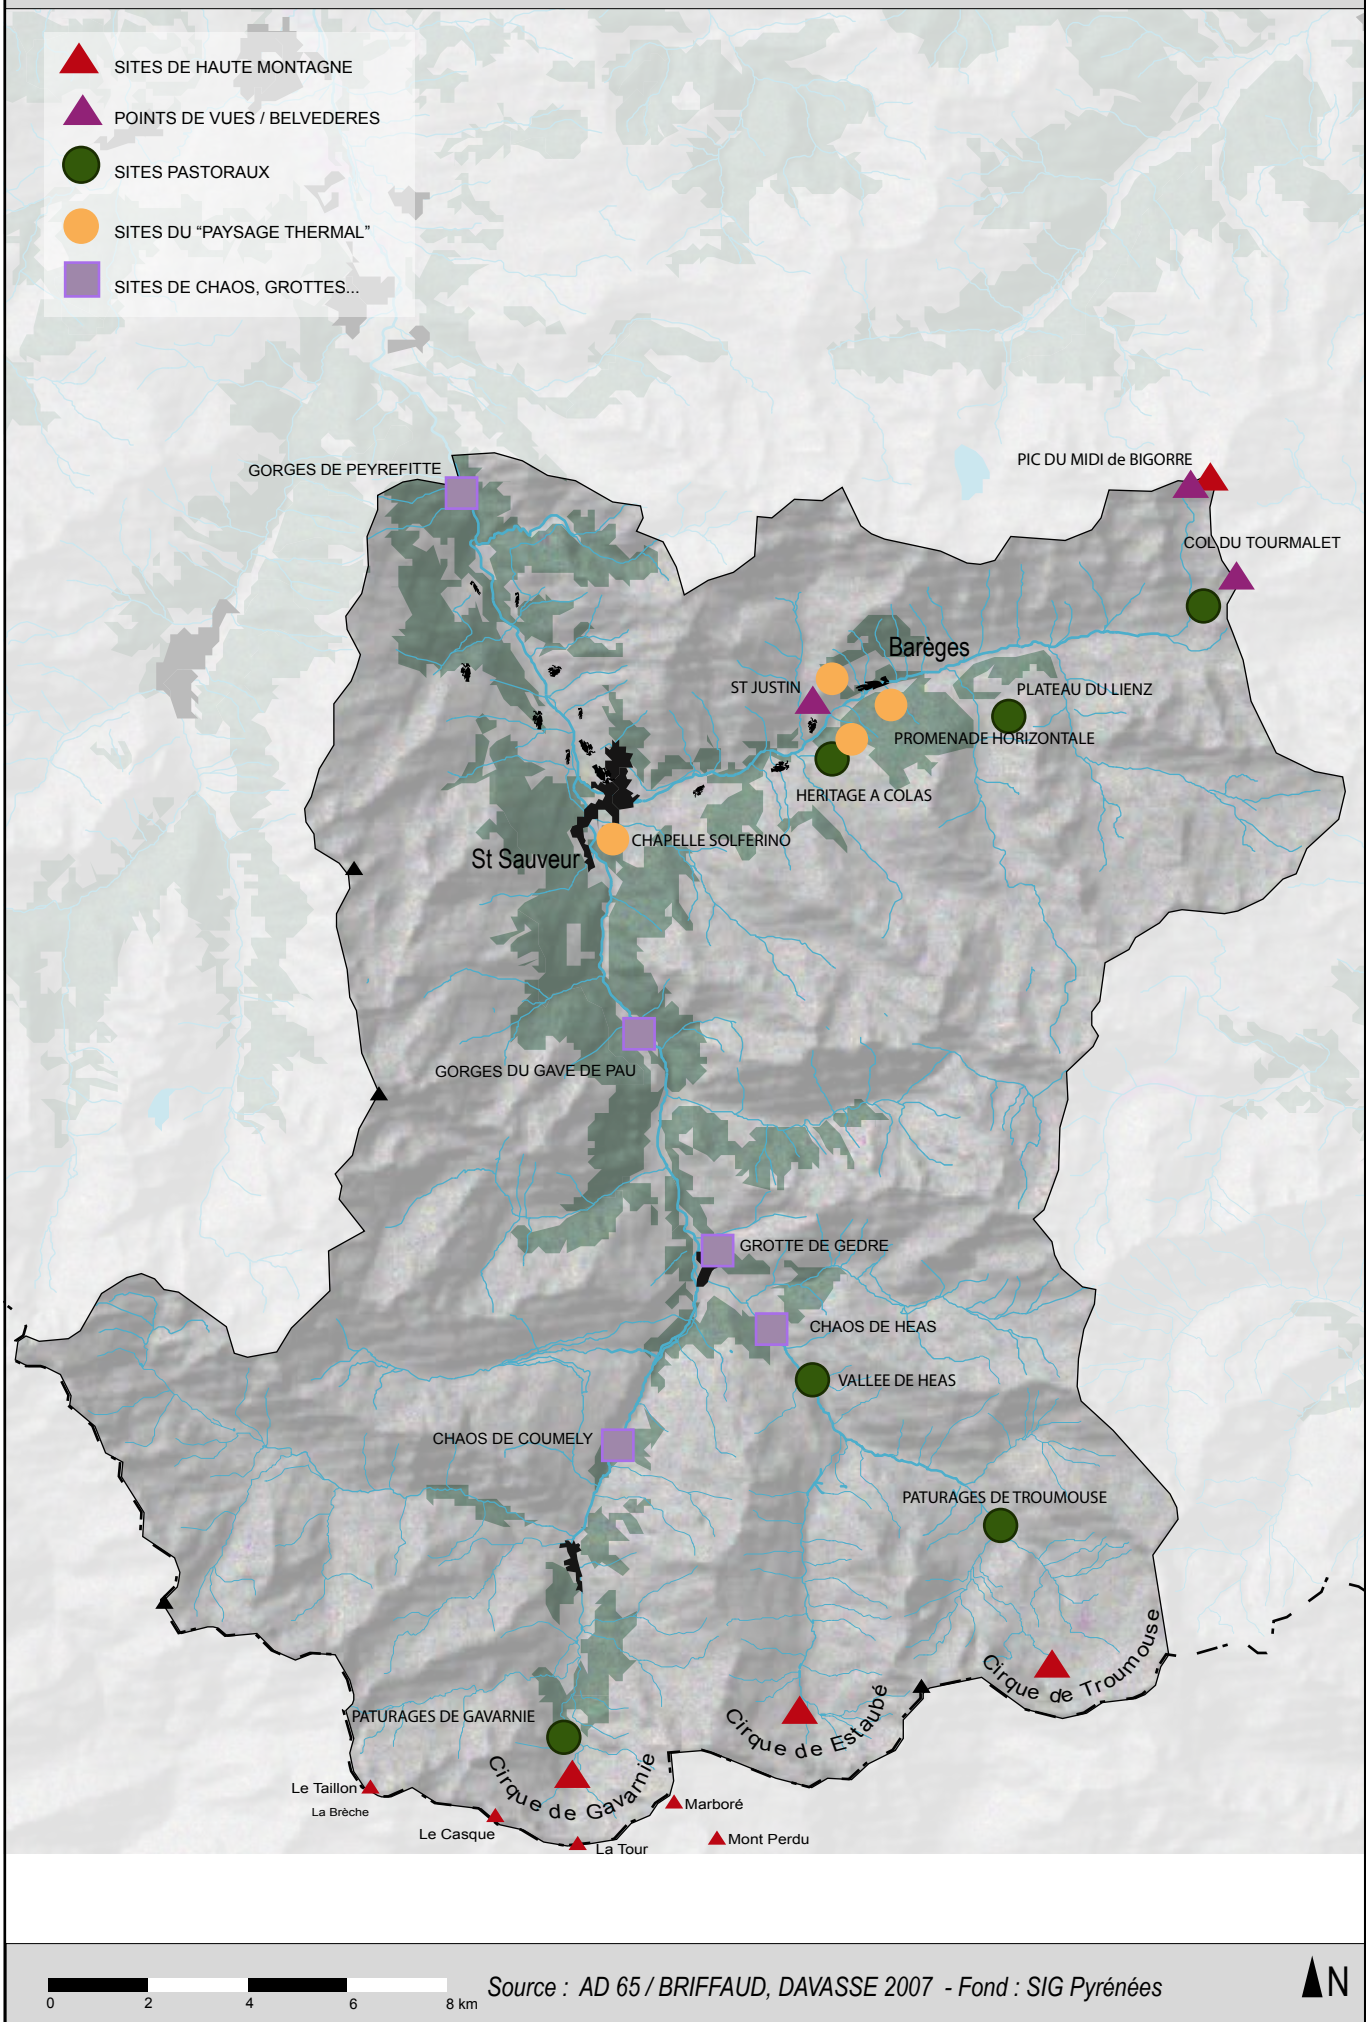 SITES DE HAUTE MONTAGNE
POINTS DE VUES / BELVEDERES
SITES PASTORAUX
SITES DU “PAYSAGE THERMAL”
SITES DE CHAOS, GROTTES...
PIC DU MIDI de BIGORRE
GORGES DE PEYREFITTE
COL DU TOURMALET
Barèges
ST JUSTIN
PLATEAU DU LIENZ
PROMENADE HORIZONTALE
HERITAGE A COLAS
CHAPELLE SOLFERINO
St Sauveur
GORGES DU GAVE DE PAU
GROTTE DE GEDRE
CHAOS DE HEAS
VALLEE DE HEAS
CHAOS DE COUMELY
PATURAGES DE TROUMOUSE
Cirque de Troumouse
Cirque de Estaubé
PATURAGES DE GAVARNIE
Cirque de Gavarnie
Le Taillon
La Brèche
Marboré
Le Casque
Mont Perdu
La Tour
0 2 4 6 8 km
Source : AD 65 / BRIFFAUD, DAVASSE 2007 - Fond : SIG Pyrénées
N